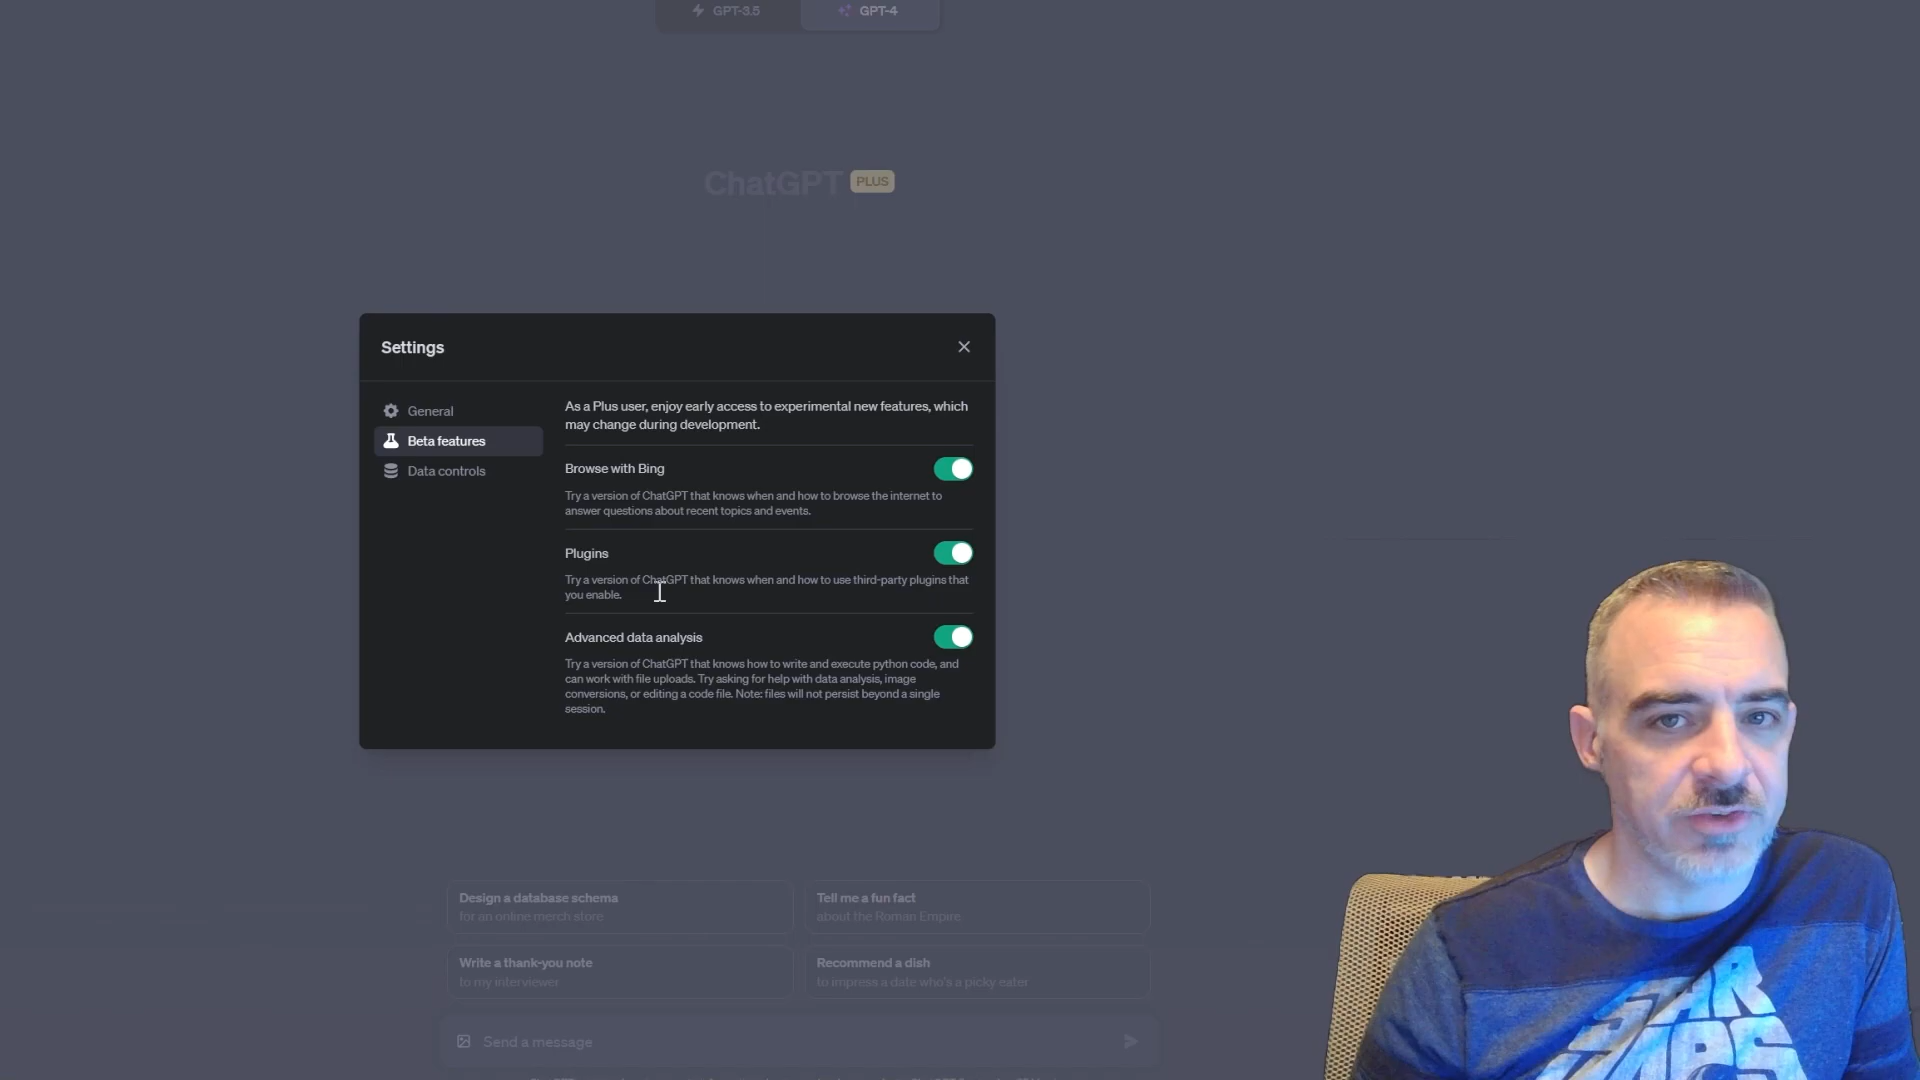 GPT-3.5
GPT-4
ChatGPT PLUS
Settings
General
Beta features
Data controls
As a Plus user, enjoy early access to experimental new features, which
may change during development.
Browse with Bing
Try a version of ChatGPT that knows when and how to browse the internet to
answer questions about recent topics and events.
Plugins
Try a version of ChatGPT that knows when and how to use third-party plugins that
you enable.
Advanced data analysis
Try a version of ChatGPT that knows how to write and execute python code, and
can work with file uploads. Try asking for help with data analysis, image
conversions, or editing a code file. Note: files will not persist beyond a single
session.
Design a database schema
for an online merch store
Tell me a fun fact
about the Roman Empire
Write a thank-you note
to my interviewer
Recommend a dish
to impress a date who's a picky eater
Send a message
STAR
WARS